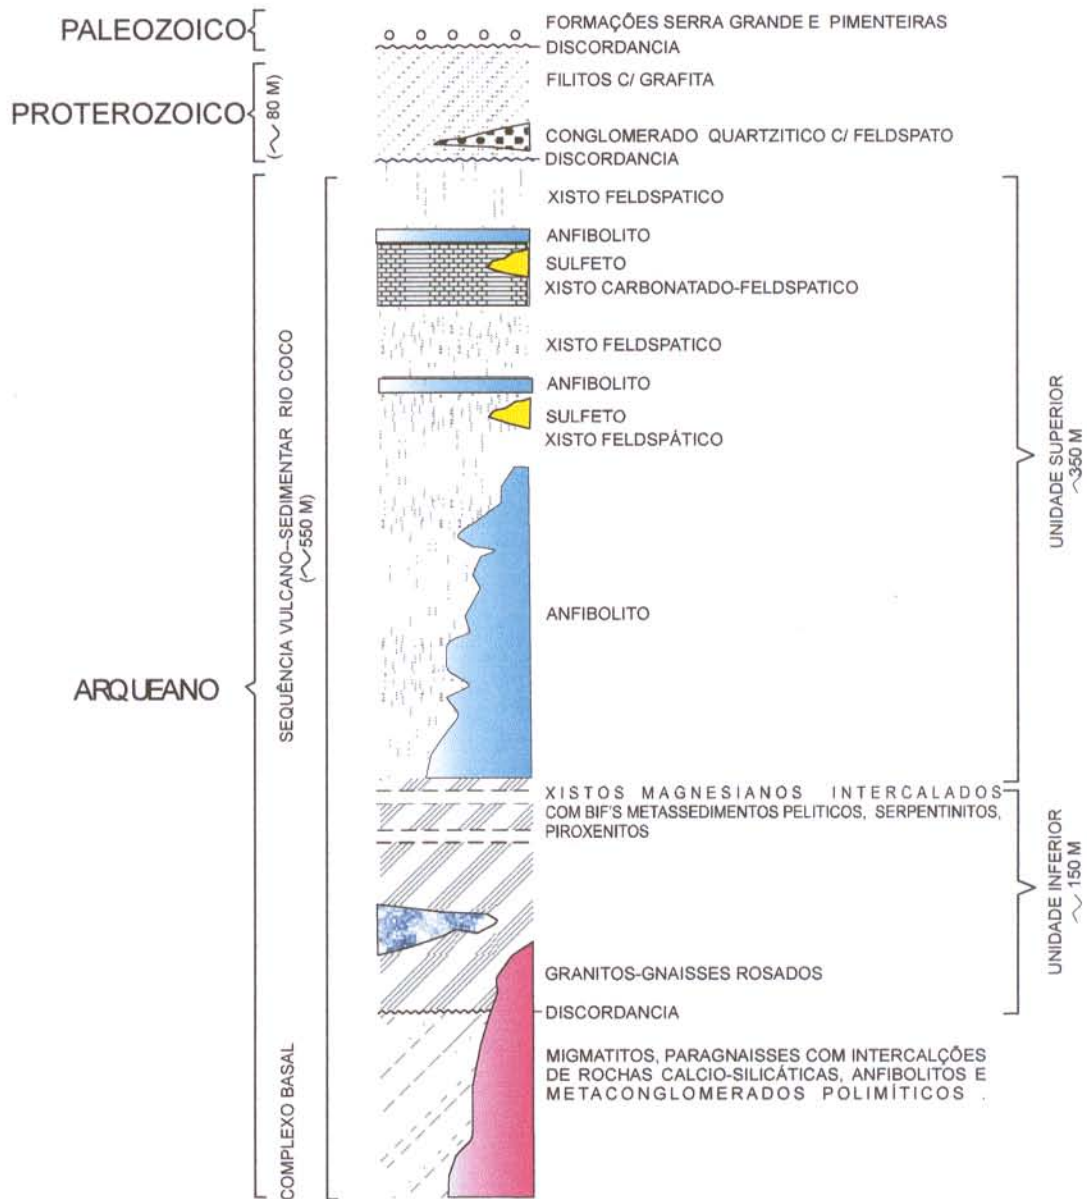 PALEOZOICO
FORMAÇÕES SERRA GRANDE E PIMENTEIRAS
DISCORDANCIA
PROTEROZOICO
(~ 80 M)
FILITOS C/ GRAFITA
CONGLOMERADO QUARTZITICO C/ FELDSPATO
DISCORDANCIA
ARQUEANO
SEQUÊNCIA VULCANO–SEDIMENTAR RIO COCO
(~550 M)
COMPLEXO BASAL
XISTO FELDSPATICO
ANFIBOLITO
SULFETO
XISTO CARBONATADO-FELDSPATICO
XISTO FELDSPATICO
ANFIBOLITO
SULFETO
XISTO FELDSPÁTICO
ANFIBOLITO
UNIDADE SUPERIOR
~350 M
XISTOS MAGNESIANOS INTERCALADOS
COM BIF'S METASSEDIMENTOS PELITICOS, SERPENTINITOS,
PIROXENITOS
GRANITOS-GNAISSES ROSADOS
DISCORDANCIA
UNIDADE INFERIOR
~ 150 M
MIGMATITOS, PARAGNAISSES COM INTERCALÇÕES
DE ROCHAS CALCIO-SILICÁTICAS, ANFIBOLITOS E
METACONGLOMERADOS POLIMÍTICOS .